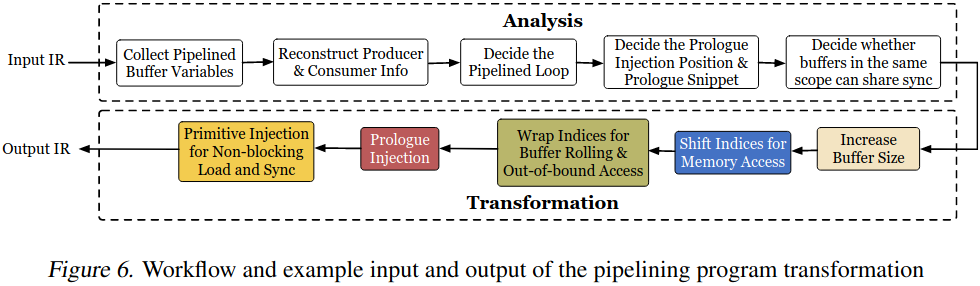 Analysis
Input IR
Collect Pipelined
Buffer Variables
Reconstruct Producer
& Consumer Info
Decide the
Pipelined Loop
Decide the Prologue
Injection Position &
Prologue Snippet
Decide whether
buffers in the same
scope can share sync
Output IR
Primitive Injection
for Non-blocking
Load and Sync
Prologue
Injection
Wrap Indices for
Buffer Rolling &
Out-of-bound Access
Shift Indices for
Memory Access
Increase
Buffer Size
Transformation
Figure 6. Workflow and example input and output of the pipelining program transformation